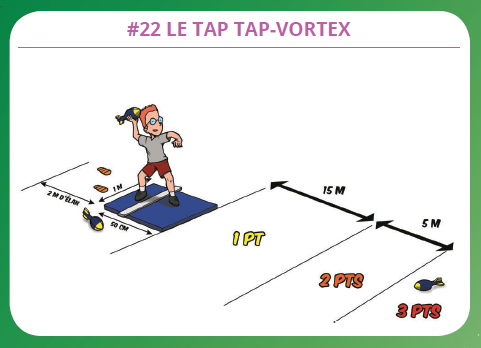 #22 LE TAP TAP-VORTEX
1 M
2 M D'ÉLAN
50 CM
15 M
5 M
1 PT
2 PTS
3 PTS